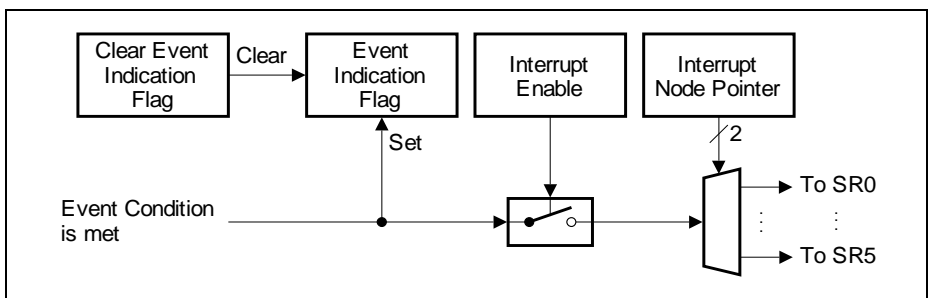 Clear Event
Indication
Flag
Clear
Event
Indication
Flag
Interrupt
Enable
Interrupt
Node Pointer
Set
2
Event Condition
is met
To SR0
To SR5